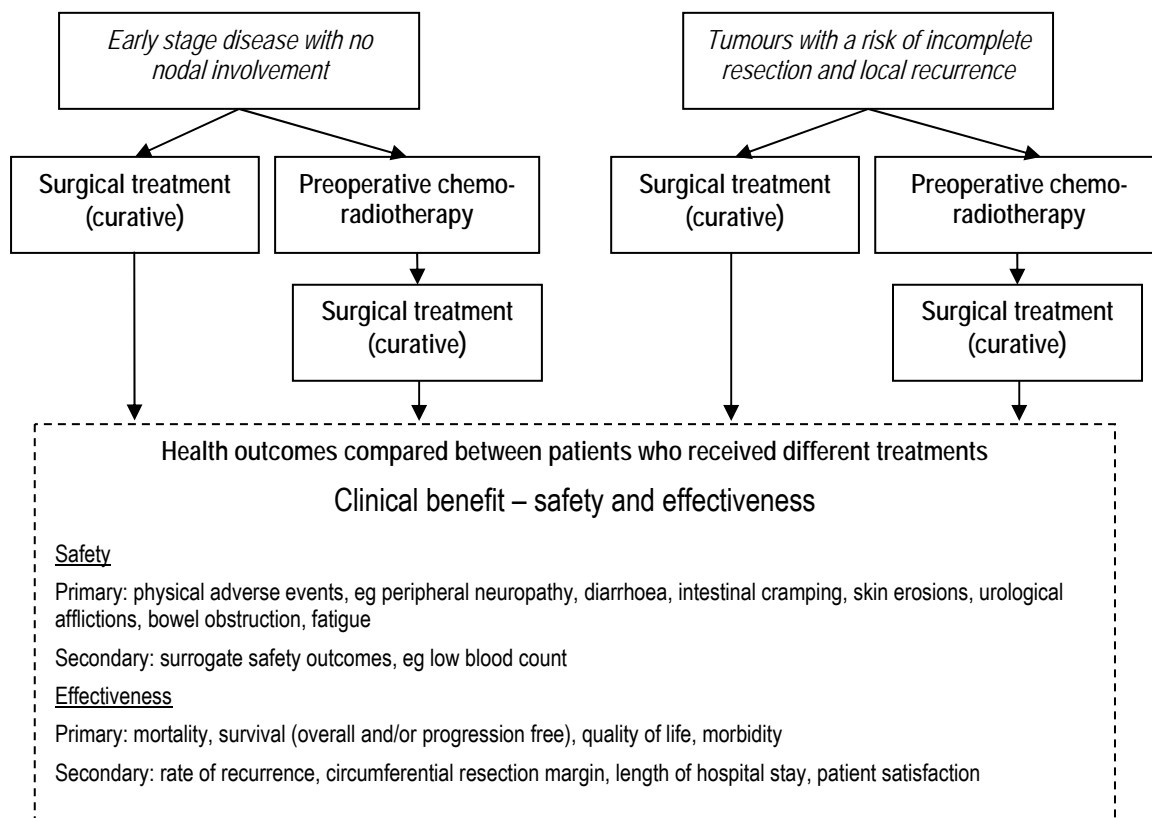 Early stage disease with no
nodal involvement
Tumours with a risk of incomplete
resection and local recurrence
Surgical treatment
(curative)
Preoperative chemo-
radiotherapy
Surgical treatment
(curative)
Preoperative chemo-
radiotherapy
Surgical treatment
(curative)
Surgical treatment
(curative)
Health outcomes compared between patients who received different treatments
Clinical benefit – safety and effectiveness
Safety
Primary: physical adverse events, eg peripheral neuropathy, diarrhoea, intestinal cramping, skin erosions, urological
afflictions, bowel obstruction, fatigue
Secondary: surrogate safety outcomes, eg low blood count
Effectiveness
Primary: mortality, survival (overall and/or progression free), quality of life, morbidity
Secondary: rate of recurrence, circumferential resection margin, length of hospital stay, patient satisfaction